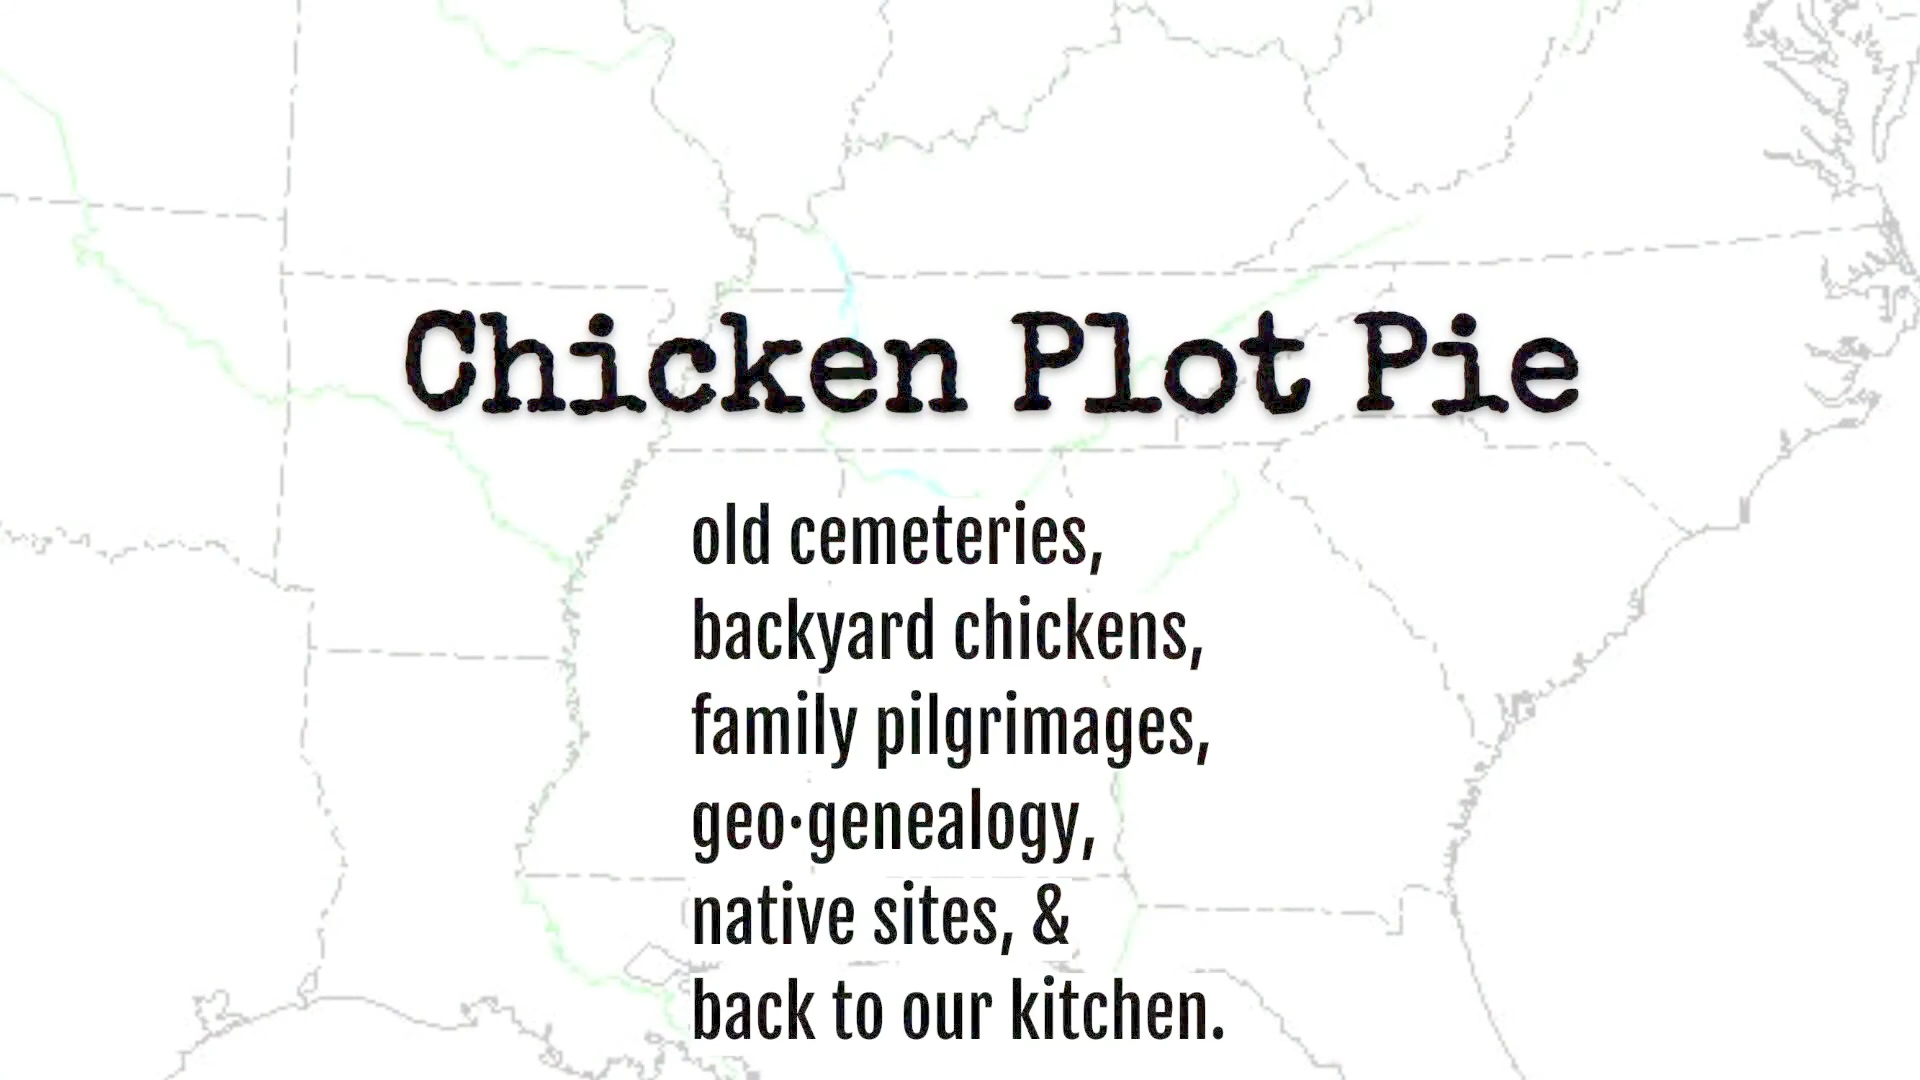 Chicken Plot Pie
old cemeteries,
backyard chickens,
family pilgrimages,
geo·genealogy,
native sites, &
back to our kitchen.